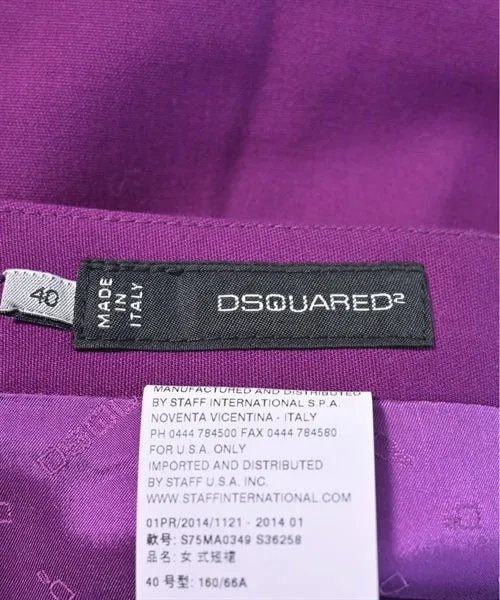 40
MADE
IN
ITALY
DSQUARED2
MANUFACTURED AND DISTRIBUTED
BY STAFF INTERNATIONAL S.P.A.
NOVENTA VICENTINA - ITALY
PH 0444 784500 FAX 0444 784580
FOR U.S.A. ONLY
IMPORTED AND DISTRIBUTED
BY STAFF U.S.A. INC.
WWW.STAFFINTERNATIONAL.COM
01PR/2014/1121 - 2014 01
款号: S75MA0349 S36258
品名: 女 式短裙
40 号型: 160/66A